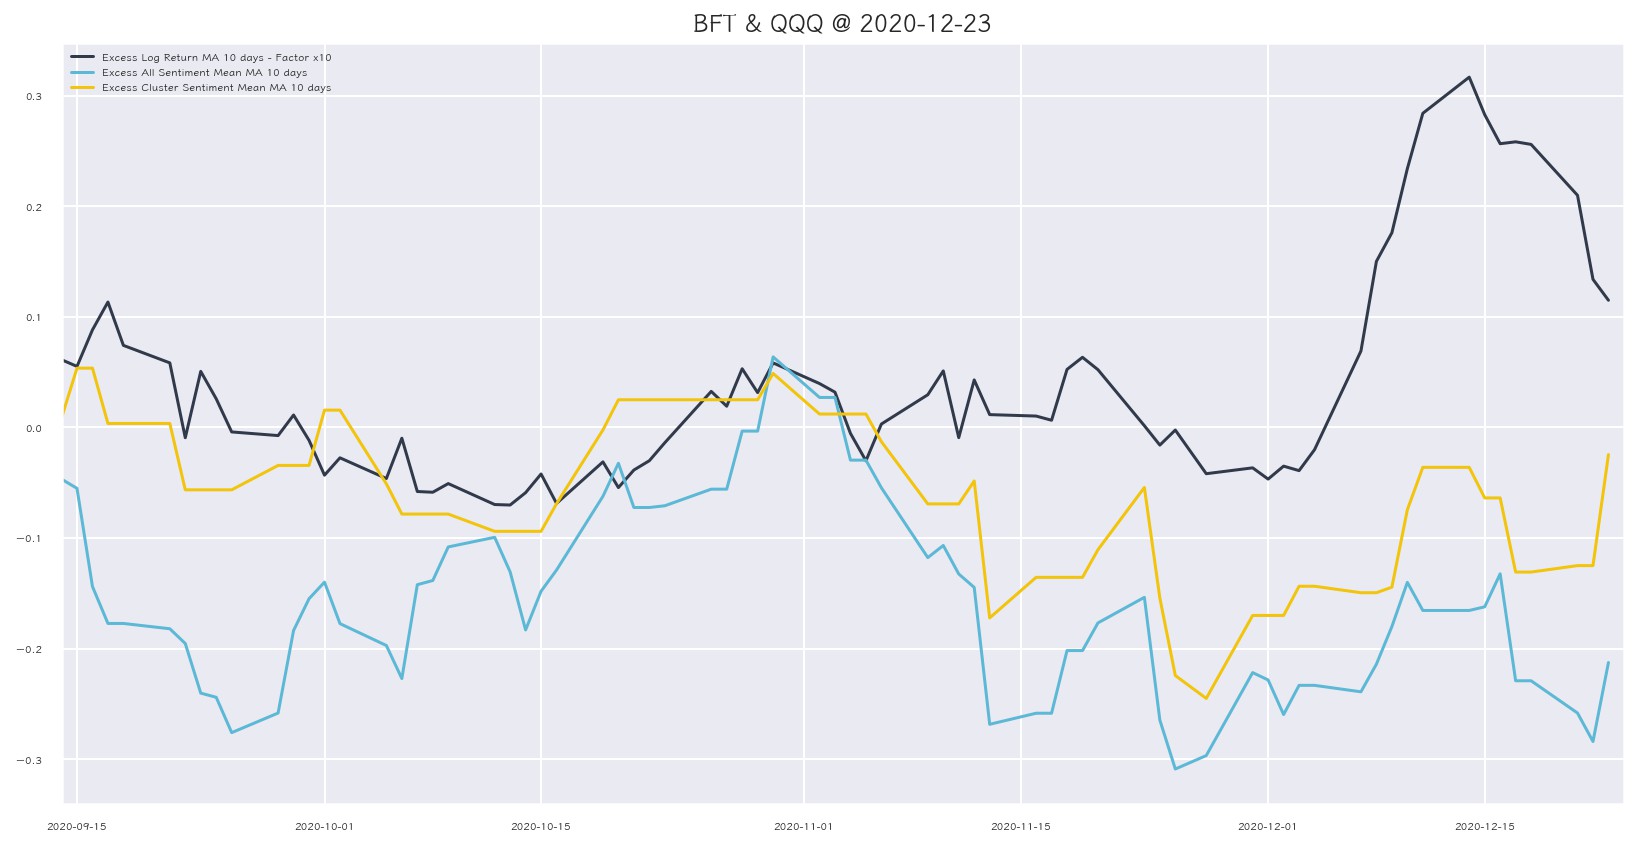 BFT & QQQ @ 2020-12-23
Excess Log Return MA 10 days - Factor x10
Excess All Sentiment Mean MA 10 days
Excess Cluster Sentiment Mean MA 10 days
0.3
0.2
0.1
0.0
−0.1
−0.2
−0.3
2020-09-15 2020-10-01 2020-10-15 2020-11-01 2020-11-15 2020-12-01 2020-12-15